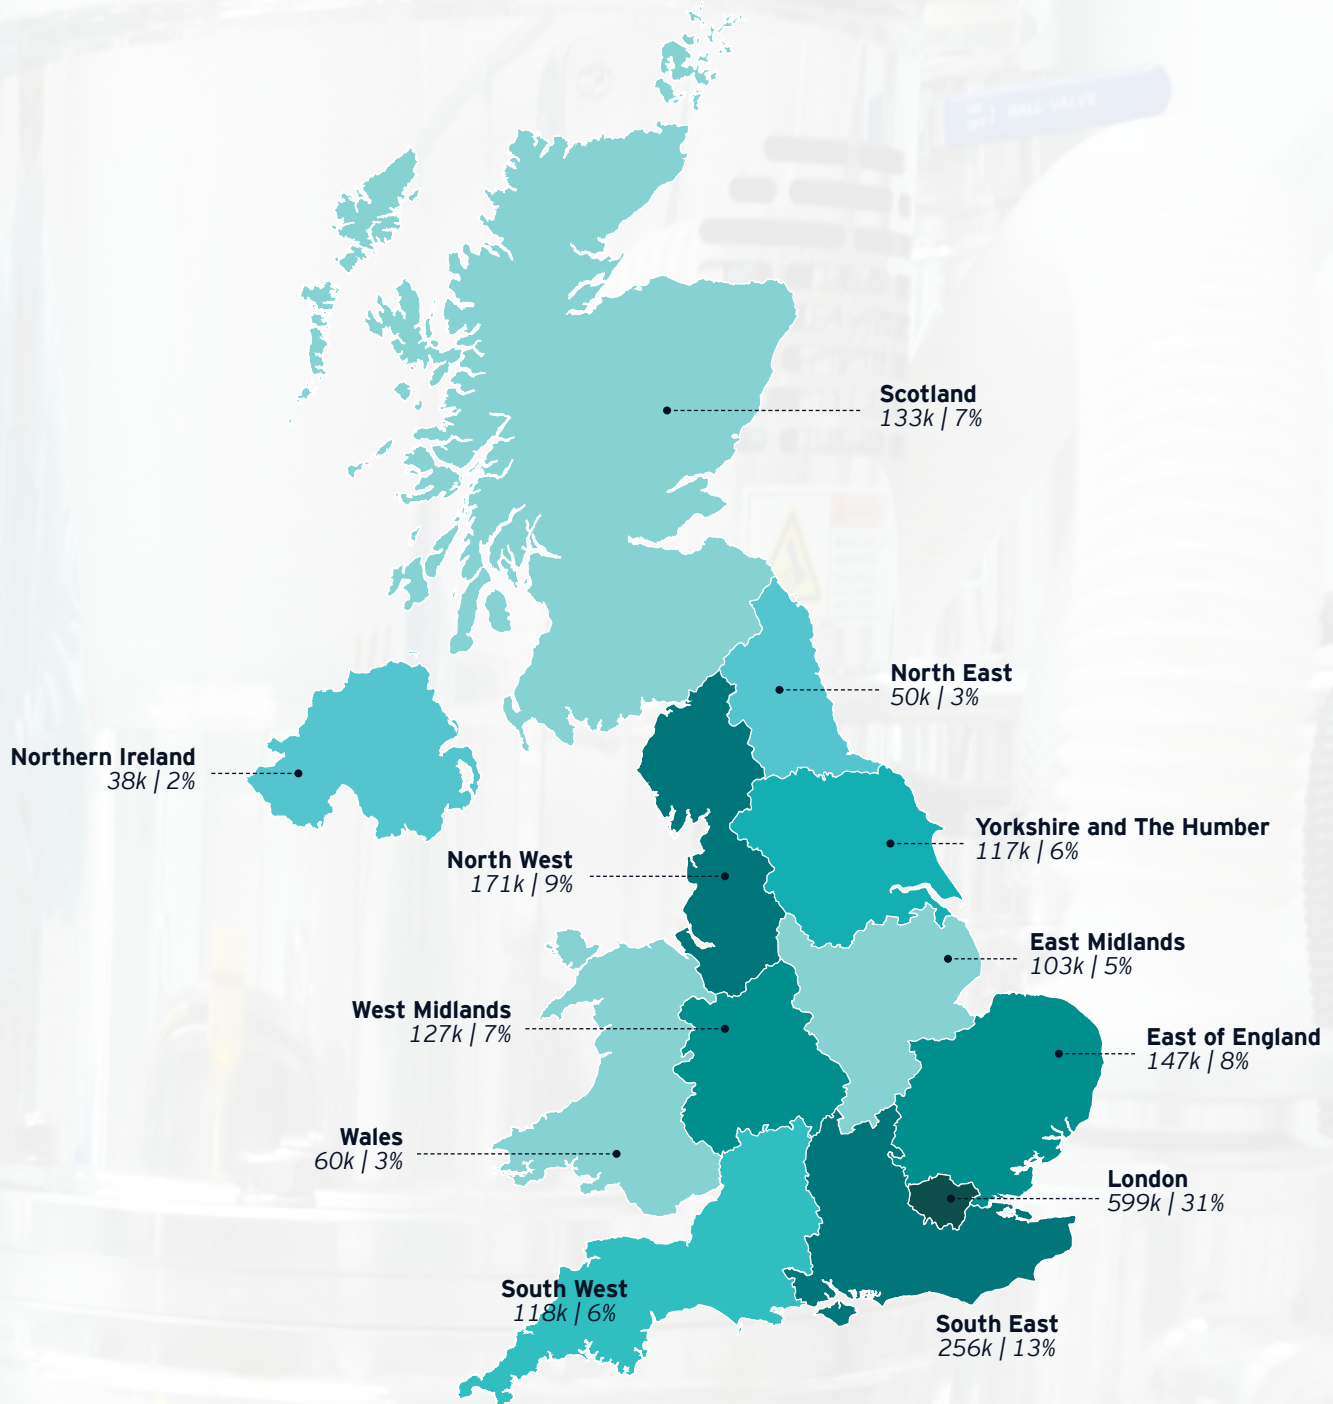 BALL VALVE
Scotland
133k | 7%
North East
50k | 3%
Northern Ireland
38k | 2%
Yorkshire and The Humber
117k | 6%
North West
171k | 9%
East Midlands
103k | 5%
West Midlands
127k | 7%
East of England
147k | 8%
Wales
60k | 3%
London
599k | 31%
South West
118k | 6%
South East
256k | 13%